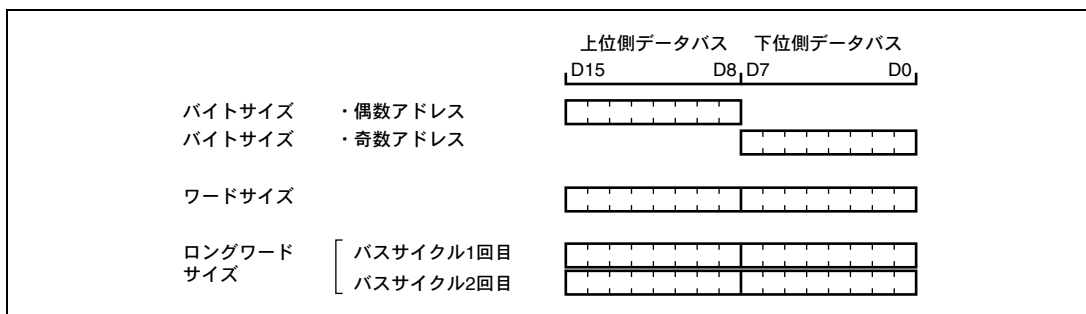 上位側データバス 下位側データバス
D15 D8 D7 D0
バイトサイズ ・偶数アドレス
バイトサイズ ・奇数アドレス
ワードサイズ
ロングワード バスサイクル1回目
サイズ バスサイクル2回目